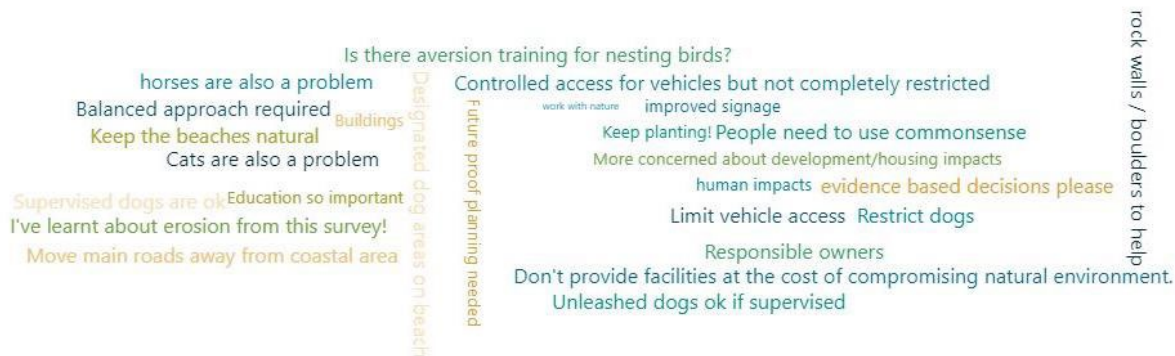 Is there aversion training for nesting birds?
horses are also a problem
Controlled access for vehicles but not completely restricted
Balanced approach required
Buildings
work with nature
improved signage
Keep the beaches natural
Keep planting!
People need to use commonsense
Cats are also a problem
More concerned about development/housing impacts
human impacts
evidence based decisions please
Supervised dogs are ok
Education so important
Limit vehicle access
Restrict dogs
I've learnt about erosion from this survey!
Move main roads away from coastal area
Responsible owners
Don't provide facilities at the cost of compromising natural environment.
Unleashed dogs ok if supervised
Designated dog areas on beach
Future proof planning needed
rock walls / boulders to help